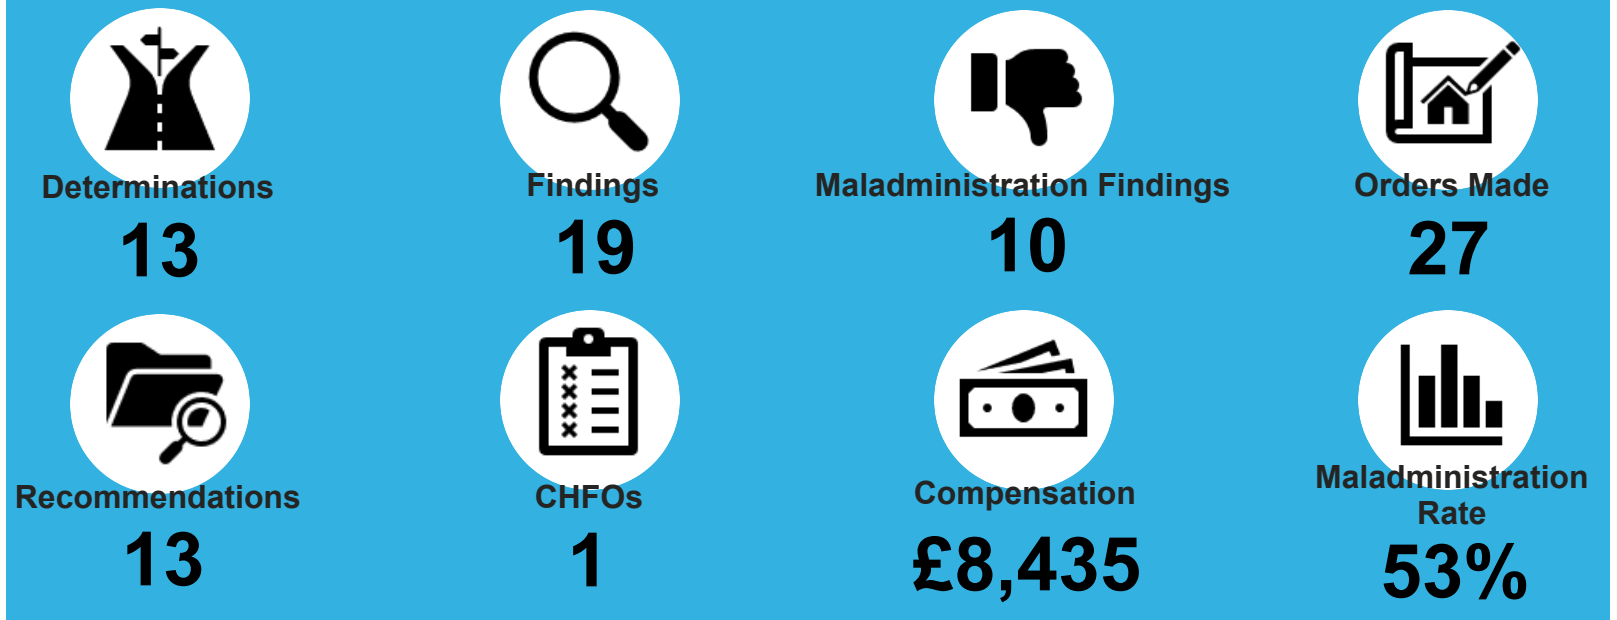 Determinations
13
Findings
19
Maladministration Findings
10
Orders Made
27
Recommendations
13
CHFOs
1
Compensation
£8,435
Maladministration
Rate
53%